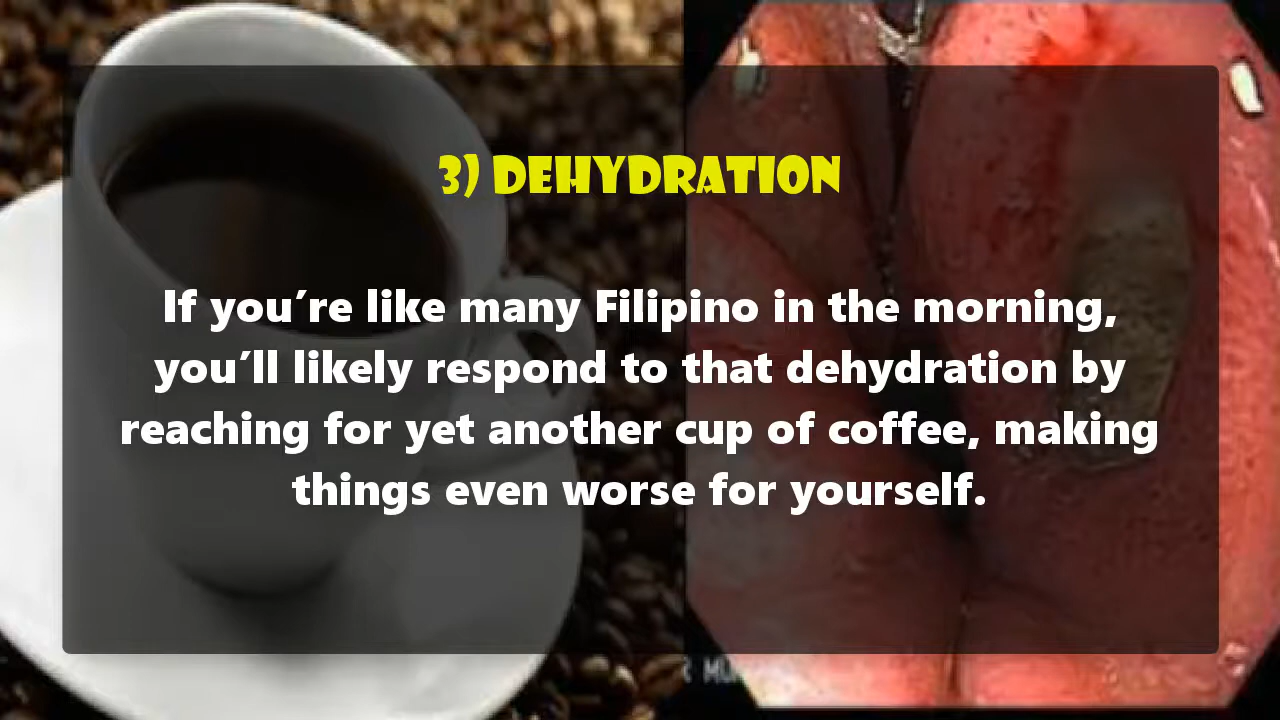 3) DEHYDRATION
If you′re like many Filipino in the morning,
you′ll likely respond to that dehydration by
reaching for yet another cup of coffee, making
things even worse for yourself.